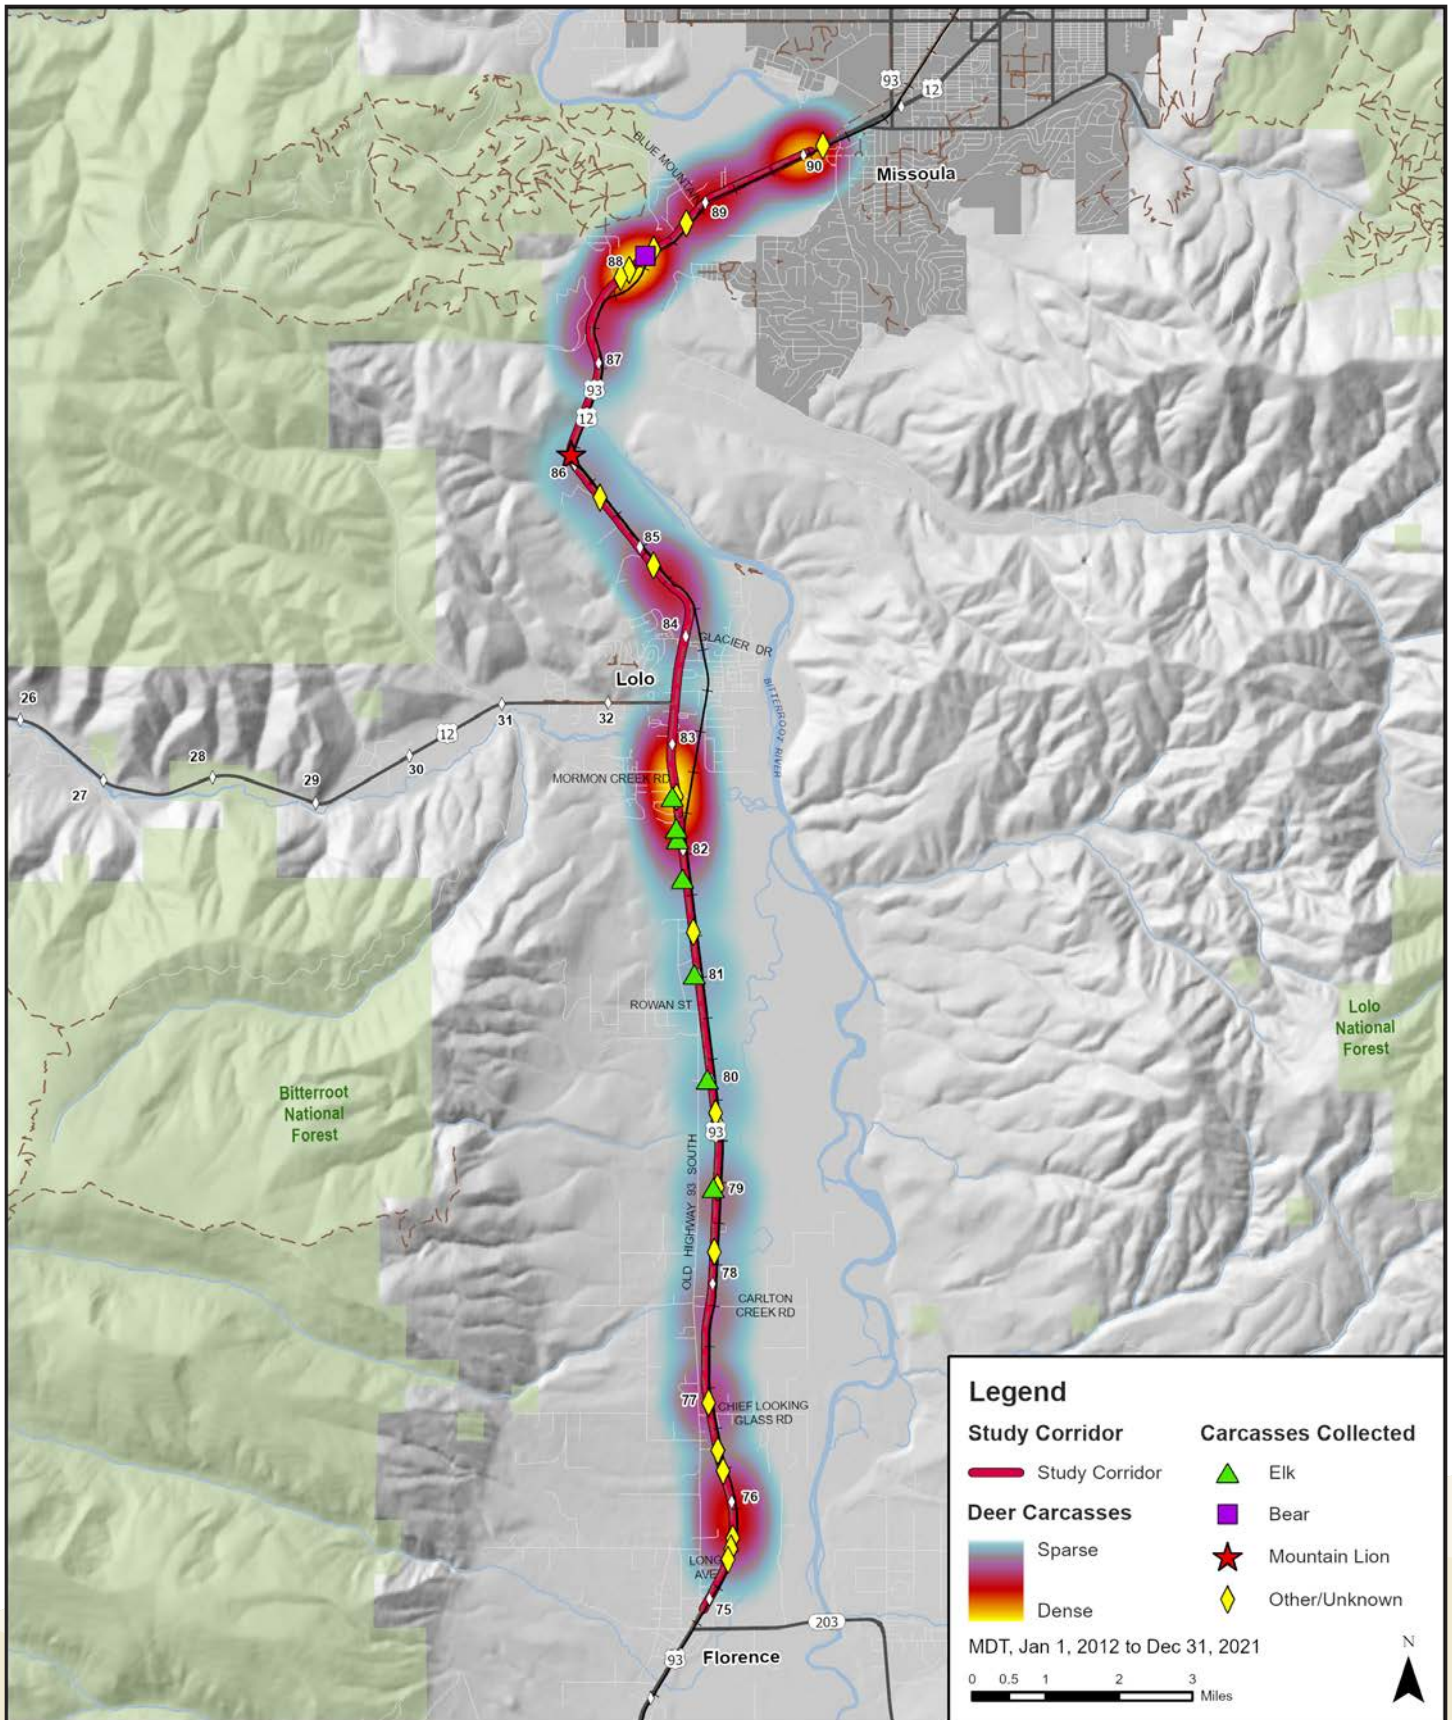 93
12
BLUE MOUNTAIN
90
Missoula
89
88
87
93
12
86
85
84
GLACIER DR
Lolo
BITTERROOT RIVER
26
31
32
12
83
28
30
MORMON CREEK RD
29
27
82
81
ROWAN ST
Lolo
National
Forest
80
Bitterroot
National
Forest
93
OLD HIGHWAY 93 SOUTH
79
78
CARLTON
CREEK RD
77
CHIEF LOOKING
GLASS RD
76
LONG
AVE
75
203
93
Florence
Legend
Study Corridor
Study Corridor
Deer Carcasses
Sparse
Dense
Carcasses Collected
Elk
Bear
Mountain Lion
Other/Unknown
MDT, Jan 1, 2012 to Dec 31, 2021
0 0.5 1 2 3
Miles
N